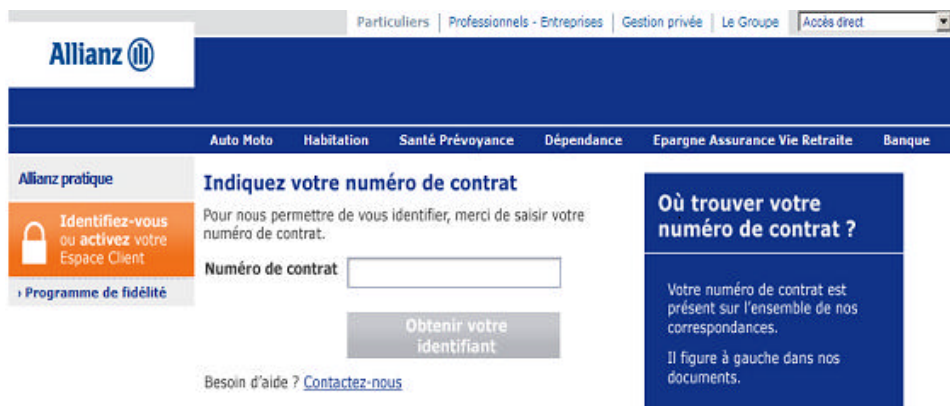 Particuliers | Professionnels - Entreprises | Gestion privée | Le Groupe Accès direct
Allianz
Auto Moto Habitation Santé Prévoyance Dépendance Epargne Assurance Vie Retraite Banque
Allianz pratique
Identifiez-vous
ou activez votre
Espace Client
› Programme de fidélité
Indiquez votre numéro de contrat
Pour nous permettre de vous identifier, merci de saisir votre
numéro de contrat.
Numéro de contrat
Obtenir votre
identifiant
Besoin d'aide ? Contactez-nous
Où trouver votre
numéro de contrat ?
Votre numéro de contrat est
présent sur l'ensemble de nos
correspondances.
Il figure à gauche dans nos
documents.